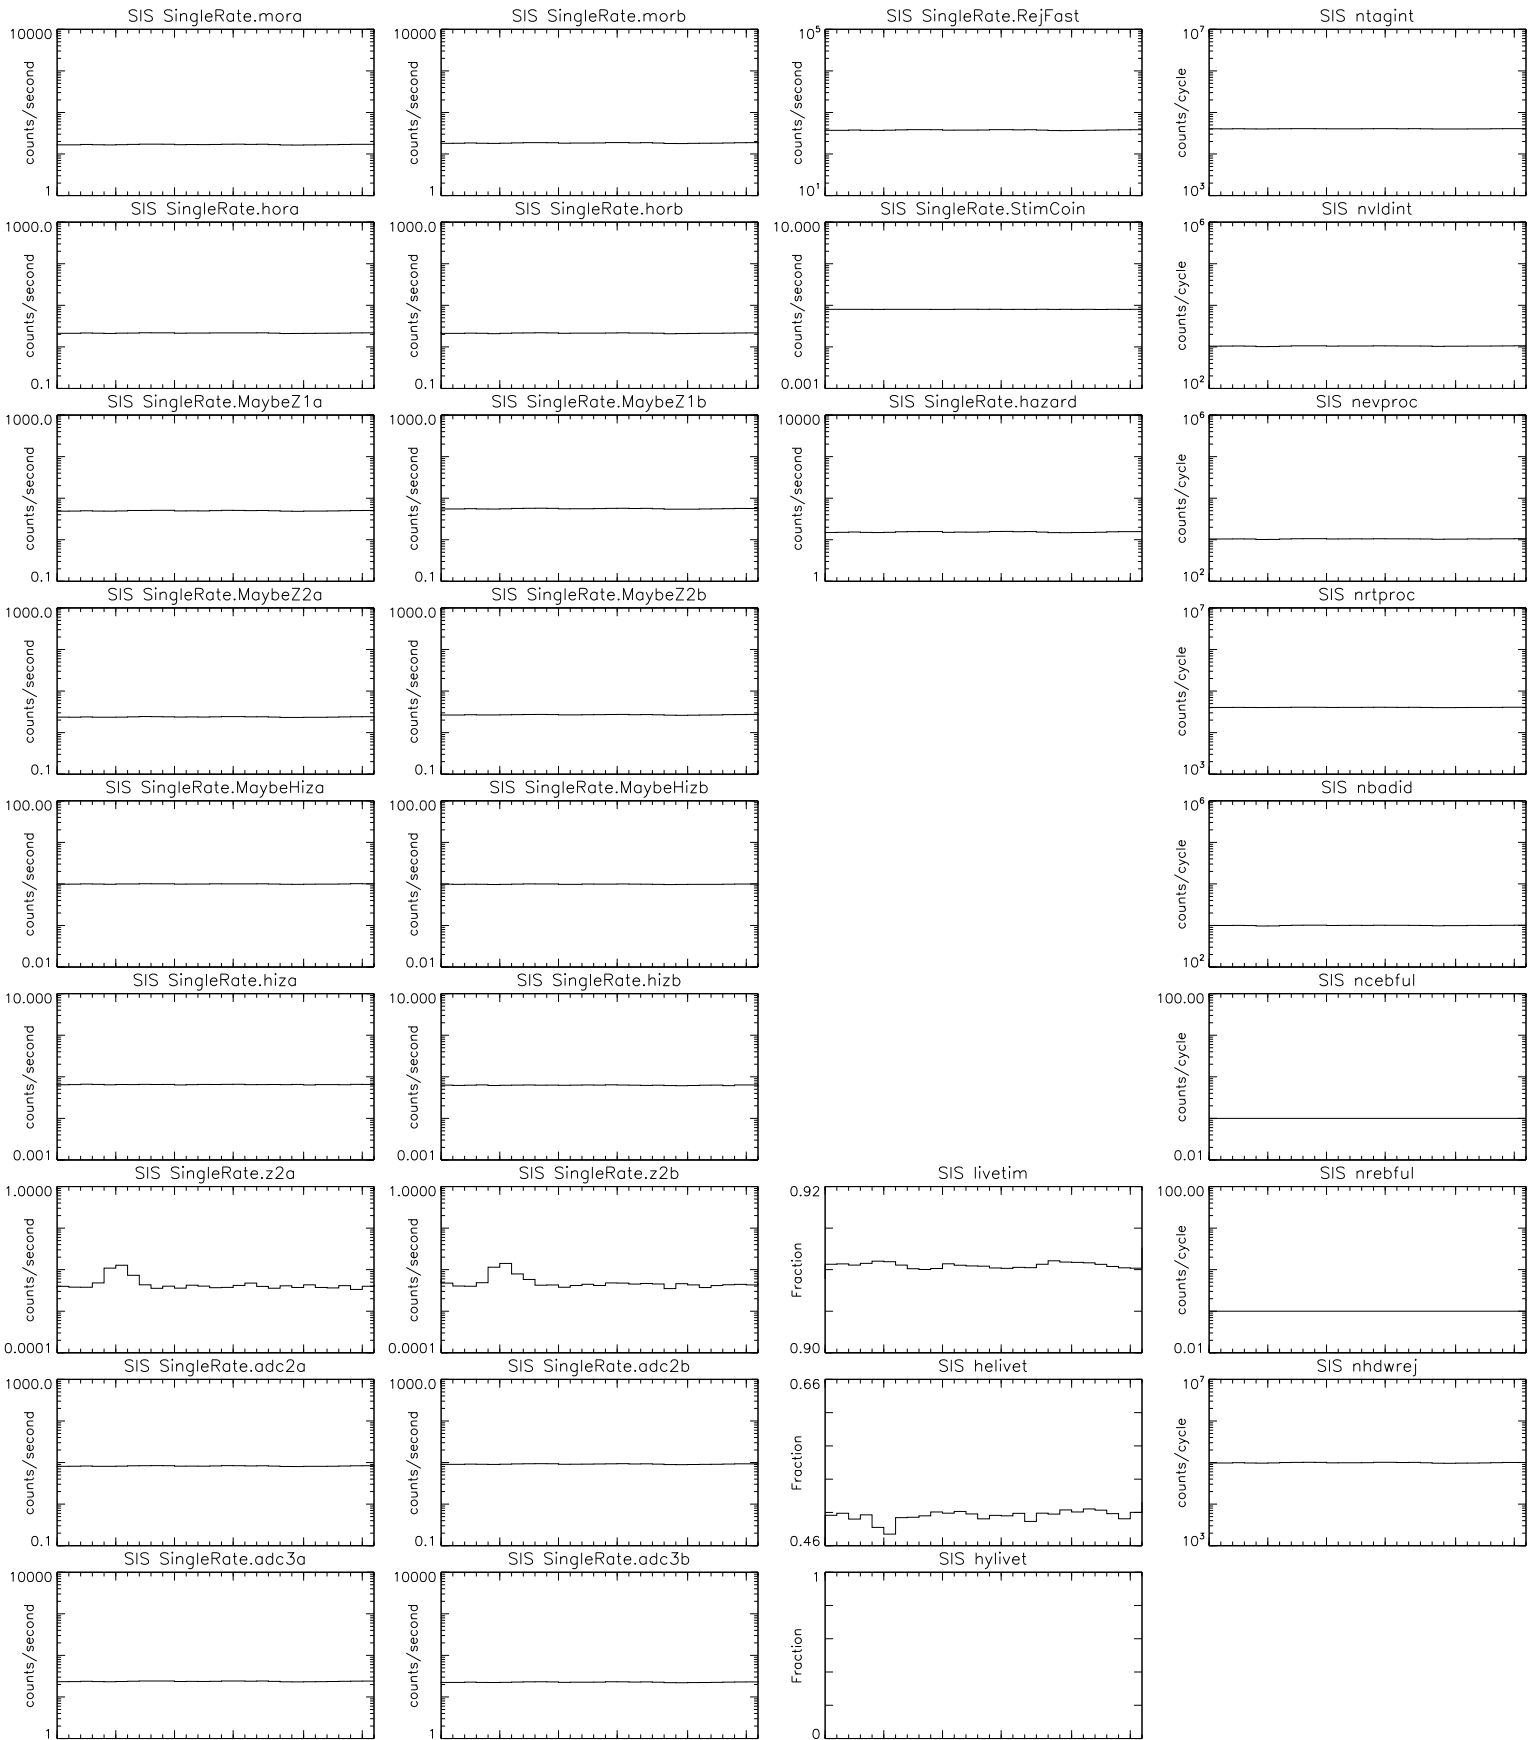 SIS SingleRate.mora
SIS SingleRate.morb
SIS SingleRate.RejFast
SIS ntagint
10000
counts/second
1
10000
counts/second
1
10^5
counts/second
10^1
10^7
counts/cycle
10^3
SIS SingleRate.hora
SIS SingleRate.horb
SIS SingleRate.StimCoin
SIS nvldint
1000.0
counts/second
0.1
1000.0
counts/second
0.1
10.000
counts/second
0.001
10^6
counts/cycle
10^2
SIS SingleRate.MaybeZ1a
SIS SingleRate.MaybeZ1b
SIS SingleRate.hazard
SIS nevproc
1000.0
counts/second
0.1
1000.0
counts/second
0.1
10000
counts/second
1
10^6
counts/cycle
10^2
SIS SingleRate.MaybeZ2a
SIS SingleRate.MaybeZ2b
SIS nrtproc
1000.0
counts/second
0.1
1000.0
counts/second
0.1
10^7
counts/cycle
10^3
SIS SingleRate.MaybeHiza
SIS SingleRate.MaybeHizb
SIS nbadid
100.00
counts/second
0.01
100.00
counts/second
0.01
10^6
counts/cycle
10^2
SIS SingleRate.hiza
SIS SingleRate.hizb
SIS ncebful
10.000
counts/second
0.001
10.000
counts/second
0.001
100.00
counts/cycle
0.01
SIS SingleRate.z2a
SIS SingleRate.z2b
SIS livetim
SIS nrebful
1.0000
counts/second
0.0001
1.0000
counts/second
0.0001
0.92
Fraction
0.90
100.00
counts/cycle
0.01
SIS SingleRate.adc2a
SIS SingleRate.adc2b
SIS helivet
SIS nhdwrej
1000.0
counts/second
0.1
1000.0
counts/second
0.1
0.66
Fraction
0.46
10^7
counts/cycle
10^3
SIS SingleRate.adc3a
SIS SingleRate.adc3b
SIS hylivet
10000
counts/second
1
10000
counts/second
1
1
Fraction
0